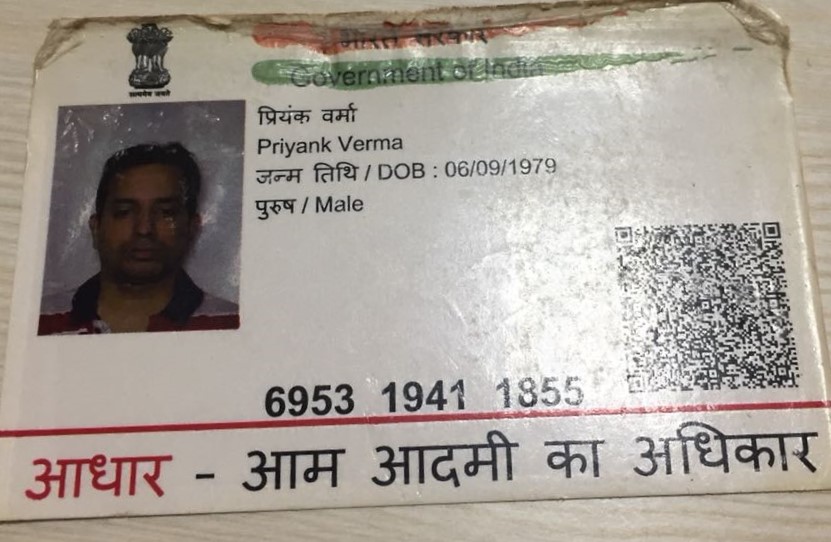 भारत सरकार
Government of India
सत्यमेव जयते
प्रियंक वर्मा
Priyank Verma
जन्म तिथि / DOB : 06/09/1979
पुरुष / Male
6953 1941 1855
आधार - आम आदमी का अधिकार